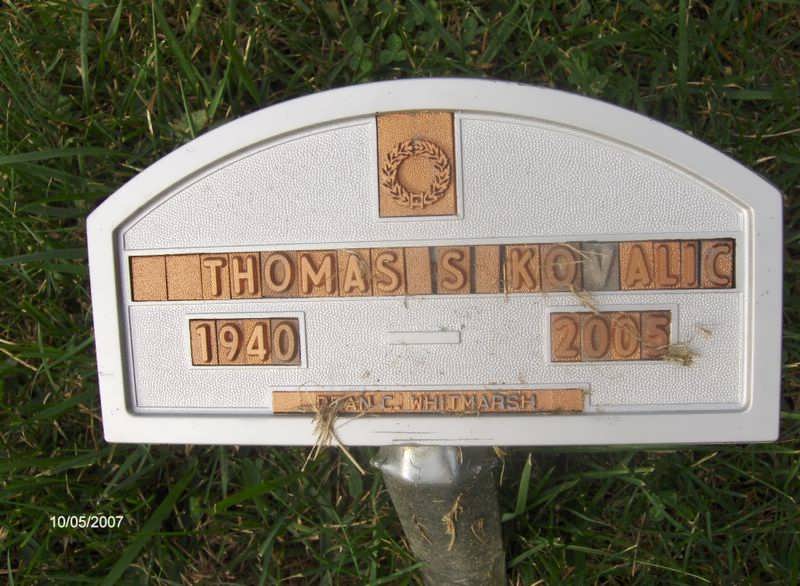 THOMAS S KOVALIC
1940 2005
DEAN C. WHITMARSH
10/05/2007